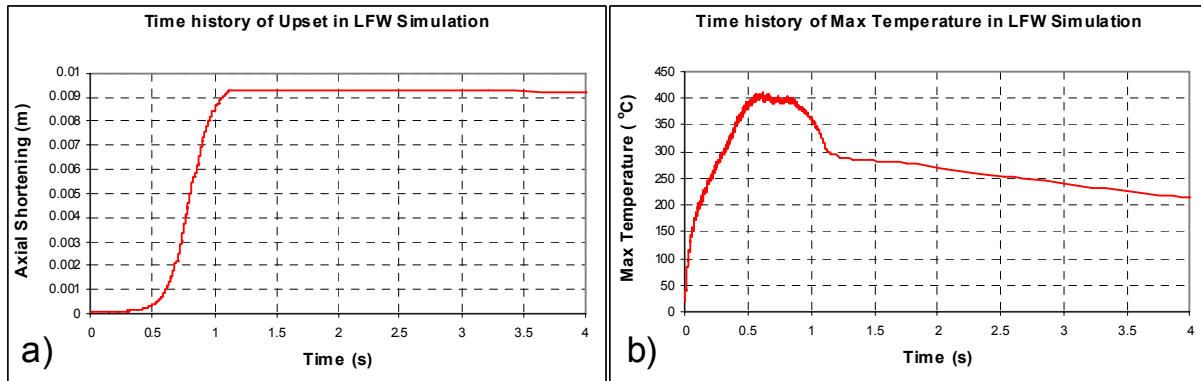 Time history of Upset in LFW Simulation
Axial Shortening (m)
0.01
0.009
0.008
0.007
0.006
0.005
0.004
0.003
0.002
0.001
0
0 0.5 1 1.5 2 2.5 3 3.5 4
Time (s)
a)
Time history of Max Temperature in LFW Simulation
Max Temperature ( °C)
450
400
350
300
250
200
150
100
50
0
0 0.5 1 1.5 2 2.5 3 3.5 4
Time (s)
b)